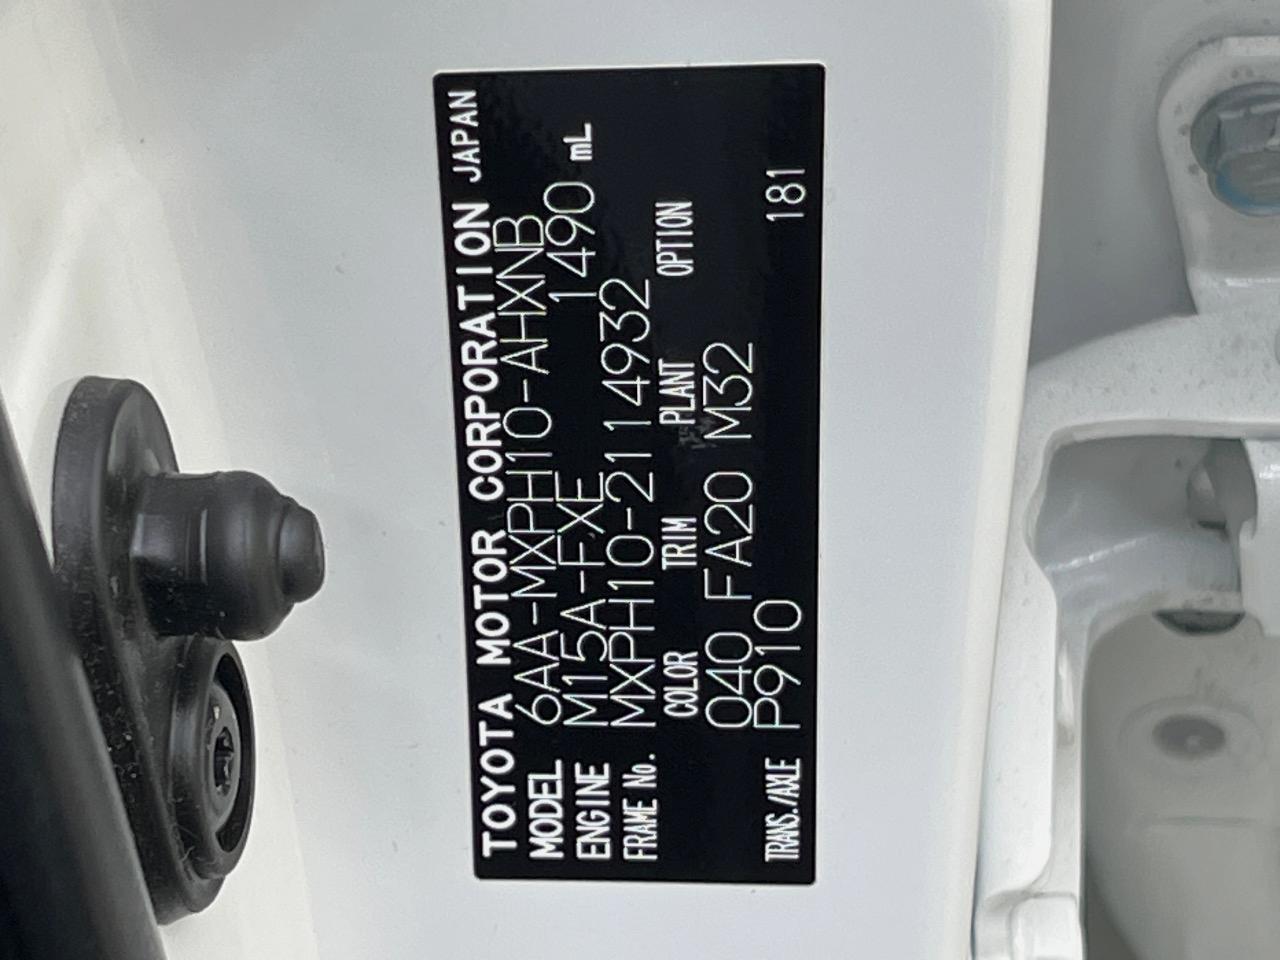 TOYOTA MOTOR CORPORATION JAPAN
MODEL 6AA-MXPH10-AHXNB
ENGINE M15A-FXE 1490 mL
FRAME No. MXPH10-2114932
COLOR TRIM PLANT OPTION
040 FA20 M32
TRANS./AXLE P910 181